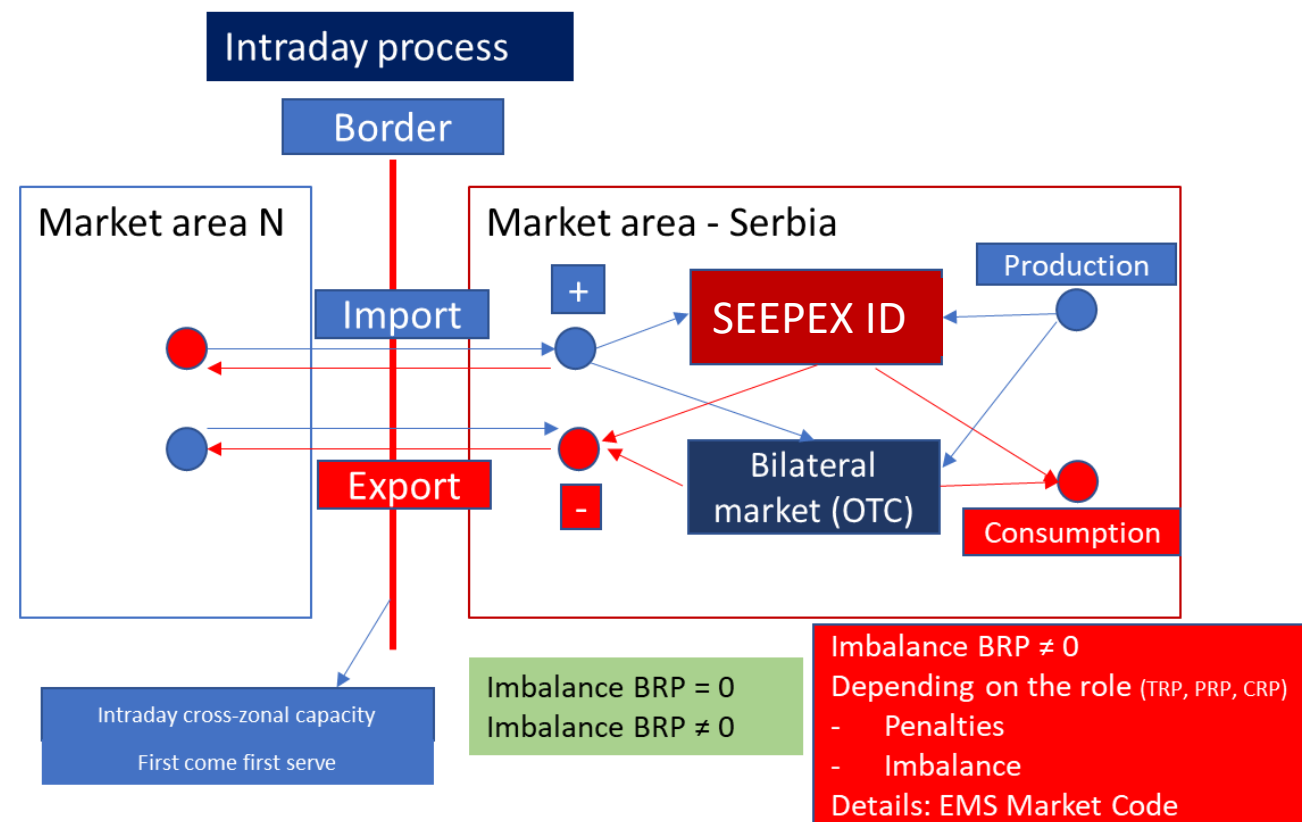 Intraday process
Border
Market area N
Market area - Serbia
Production
+
Import
SEEPEX ID
Bilateral
market (OTC)
Export
-
Consumption
Intraday cross-zonal capacity
First come first serve
Imbalance BRP = 0
Imbalance BRP ≠ 0
Imbalance BRP ≠ 0
Depending on the role (TRP, PRP, CRP)
- Penalties
- Imbalance
Details: EMS Market Code